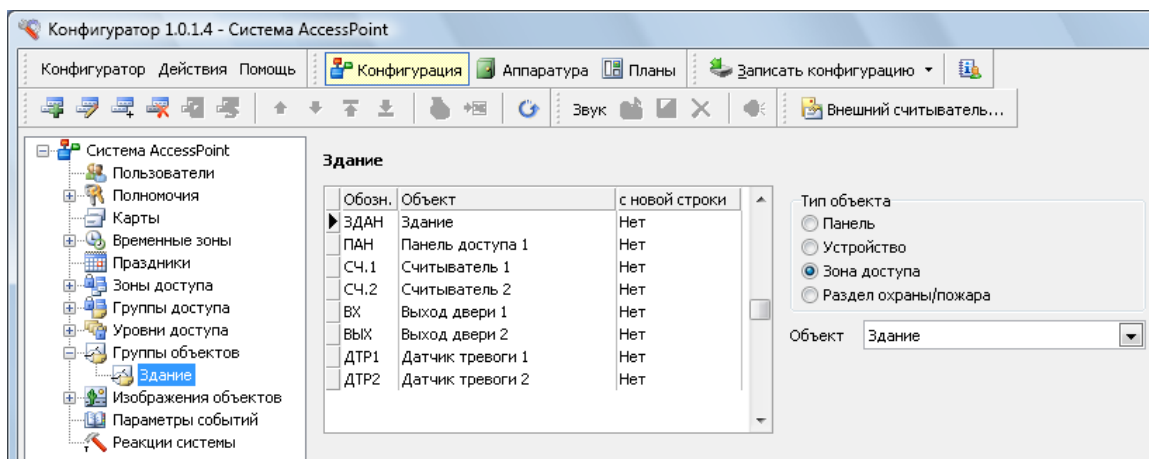 Конфигуратор 1.0.1.4 - Система AccessPoint
Конфигуратор Действия Помощь Конфигурация Аппаратура Планы Записать конфигурацию
Звук Внешний считыватель...
Система AccessPoint
Пользователи
Полномочия
Карты
Временные зоны
Праздники
Зоны доступа
Группы доступа
Уровни доступа
Группы объектов
Здание
Изображения объектов
Параметры событий
Реакции системы
Здание
Обозн. Объект с новой строки
ЗДАН Здание Нет
ПАН Панель доступа 1 Нет
СЧ.1 Считыватель 1 Нет
СЧ.2 Считыватель 2 Нет
ВХ Выход двери 1 Нет
ВЫХ Выход двери 2 Нет
ДТР1 Датчик тревоги 1 Нет
ДТР2 Датчик тревоги 2 Нет
Тип объекта
Панель
Устройство
Зона доступа
Раздел охраны/пожара
Объект Здание